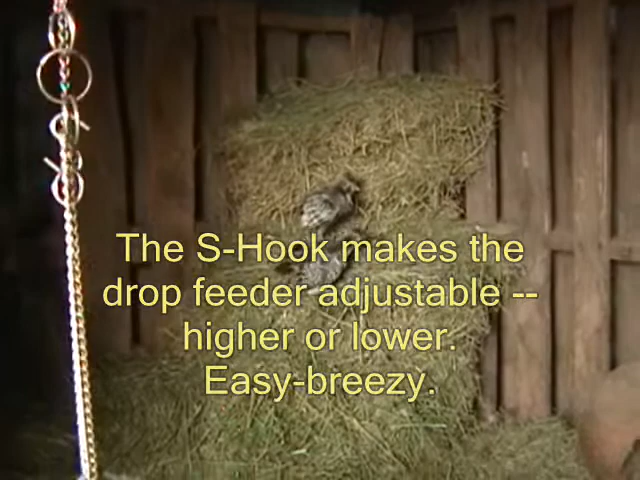 The S-Hook makes the
drop feeder adjustable --
higher or lower.
Easy-breezy.